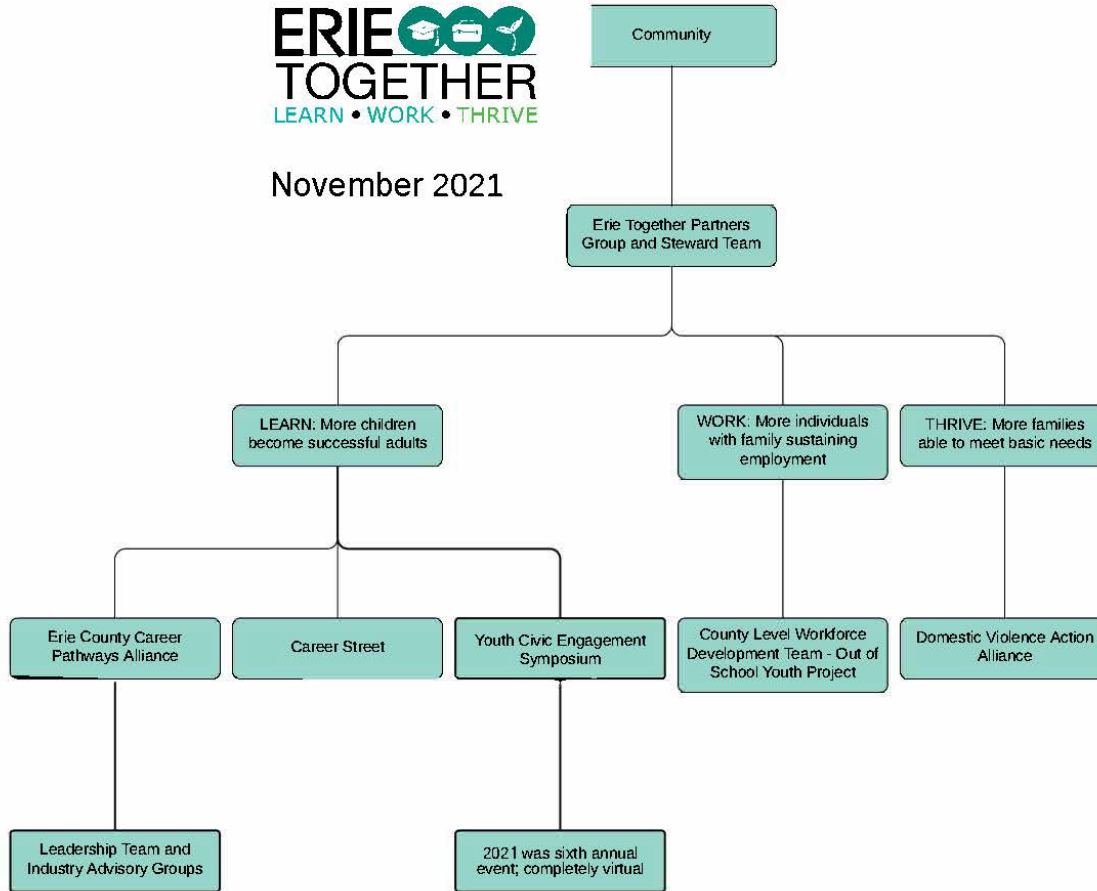 ERIE
TOGETHER
LEARN • WORK • THRIVE
November 2021
Community
Erie Together Partners
Group and Steward Team
LEARN: More children
become successful adults
WORK: More individuals
with family sustaining
employment
THRIVE: More families
able to meet basic needs
Erie County Career
Pathways Alliance
Career Street
Youth Civic Engagement
Symposium
County Level Workforce
Development Team - Out of
School Youth Project
Domestic Violence Action
Alliance
Leadership Team and
Industry Advisory Groups
2021 was sixth annual
event; completely virtual